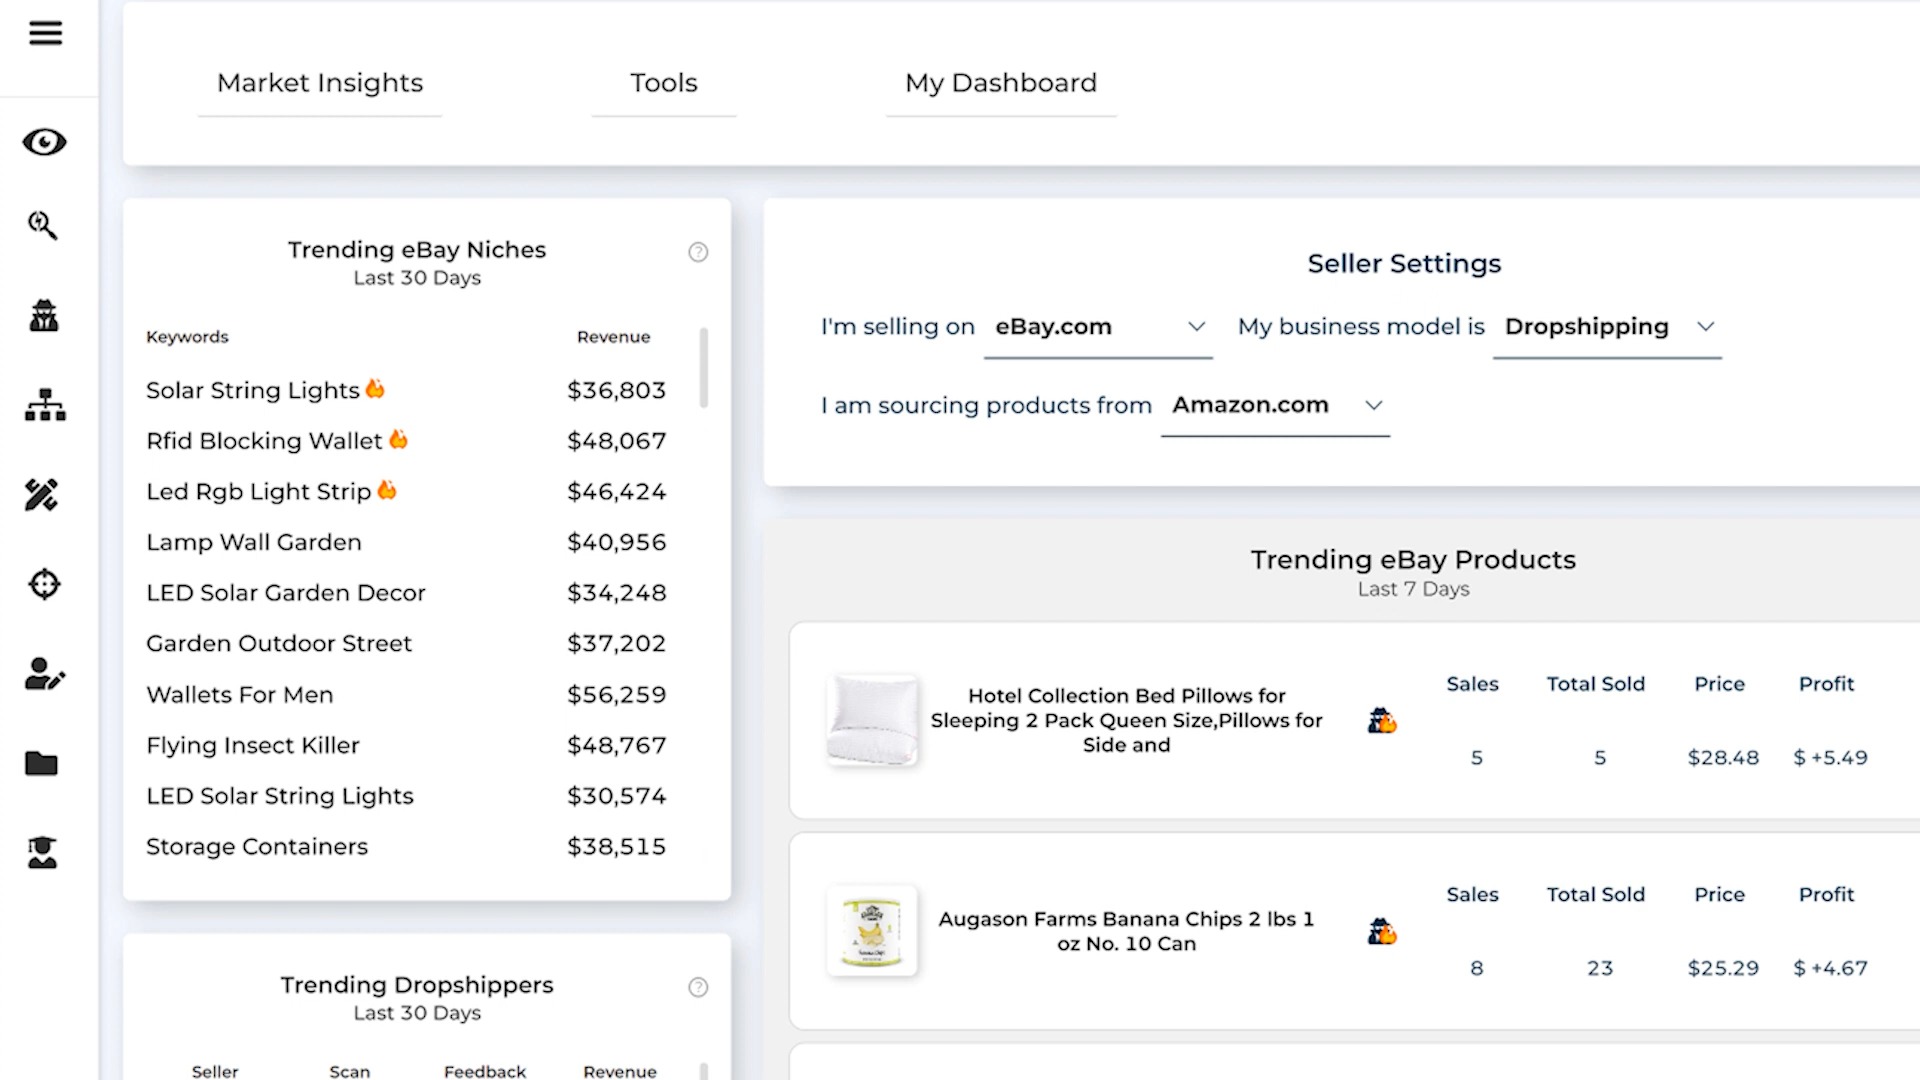 Market Insights
Tools
My Dashboard
Trending eBay Niches
Last 30 Days
Keywords Revenue
Solar String Lights $36,803
Rfid Blocking Wallet $48,067
Led Rgb Light Strip $46,424
Lamp Wall Garden $40,956
LED Solar Garden Decor $34,248
Garden Outdoor Street $37,202
Wallets For Men $56,259
Flying Insect Killer $48,767
LED Solar String Lights $30,574
Storage Containers $38,515
Trending Dropshippers
Last 30 Days
Seller Scan Feedback Revenue
Seller Settings
I'm selling on eBay.com My business model is Dropshipping
I am sourcing products from Amazon.com
Trending eBay Products
Last 7 Days
Hotel Collection Bed Pillows for
Sleeping 2 Pack Queen Size,Pillows for
Side and
Sales Total Sold Price Profit
5 5 $28.48 $ +5.49
Augason Farms Banana Chips 2 lbs 1
oz No. 10 Can
Sales Total Sold Price Profit
8 23 $25.29 $ +4.67